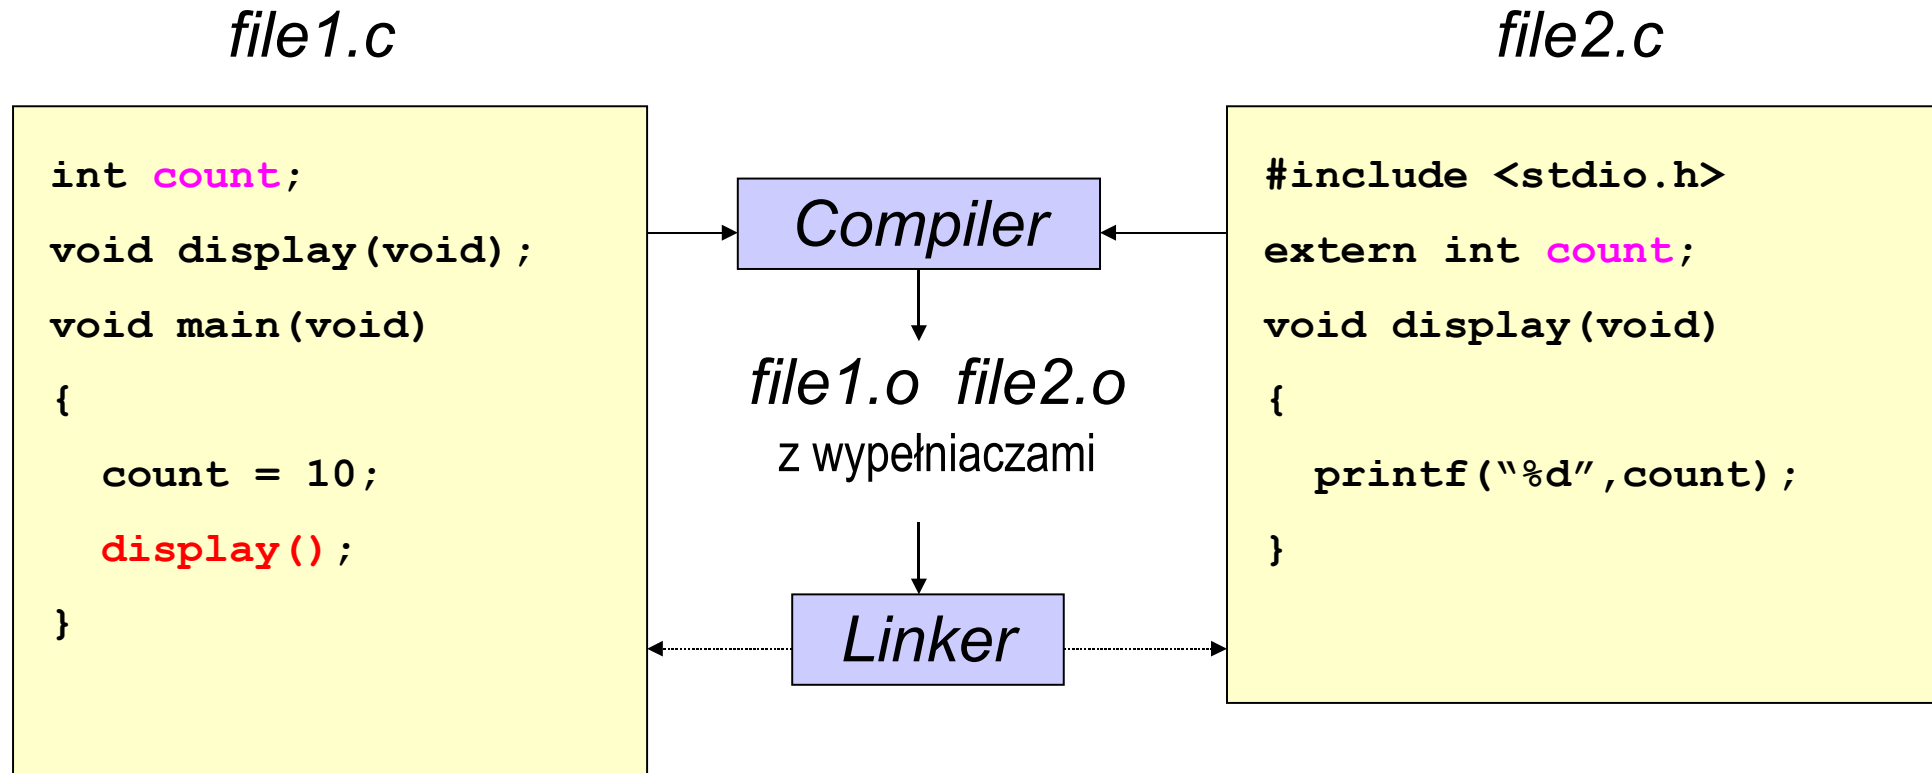 file1.c
int count;
void display(void);
void main(void)
{
count = 10;
display();
}
Compiler
file1.o file2.o
z wypełniaczami
Linker
file2.c
#include <stdio.h>
extern int count;
void display(void)
{
printf(“%d”,count);
}